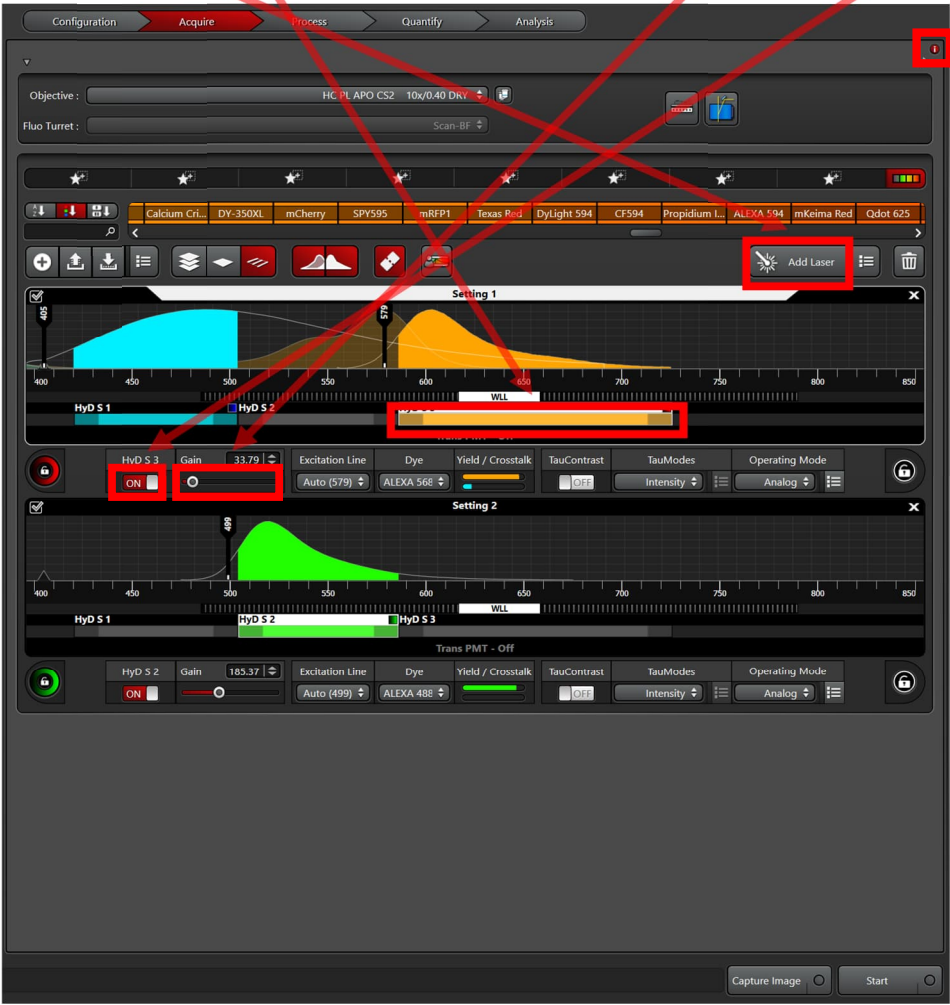 Configuration Acquire Process Quantify Analysis
Objective : HC PL APO CS2 10x/0.40 DRY
Fluo Turret : Scan-BF
Calcium Cri... DY-350XL mCherry SPY595 mRFP1 Texas Red DyLight 594 CF594 Propidium I... ALEXA 594 mKeima Red Qdot 625
Add Laser
Setting 1
405 579
400 450 500 550 600 650 700 750 800 850
WLL
HyD S 1 HyD S 2
Trans PMT - Off
HyD S 3 Gain 33.79 Excitation Line Dye Yield / Crosstalk TauContrast TauModes Operating Mode
ON Auto (579) ALEXA 568 OFF Intensity Analog
Setting 2
499
400 450 500 550 600 650 700 750 800 850
WLL
HyD S 1 HyD S 2 HyD S 3
Trans PMT - Off
HyD S 2 Gain 185.37 Excitation Line Dye Yield / Crosstalk TauContrast TauModes Operating Mode
ON Auto (499) ALEXA 488 OFF Intensity Analog
Capture Image Start